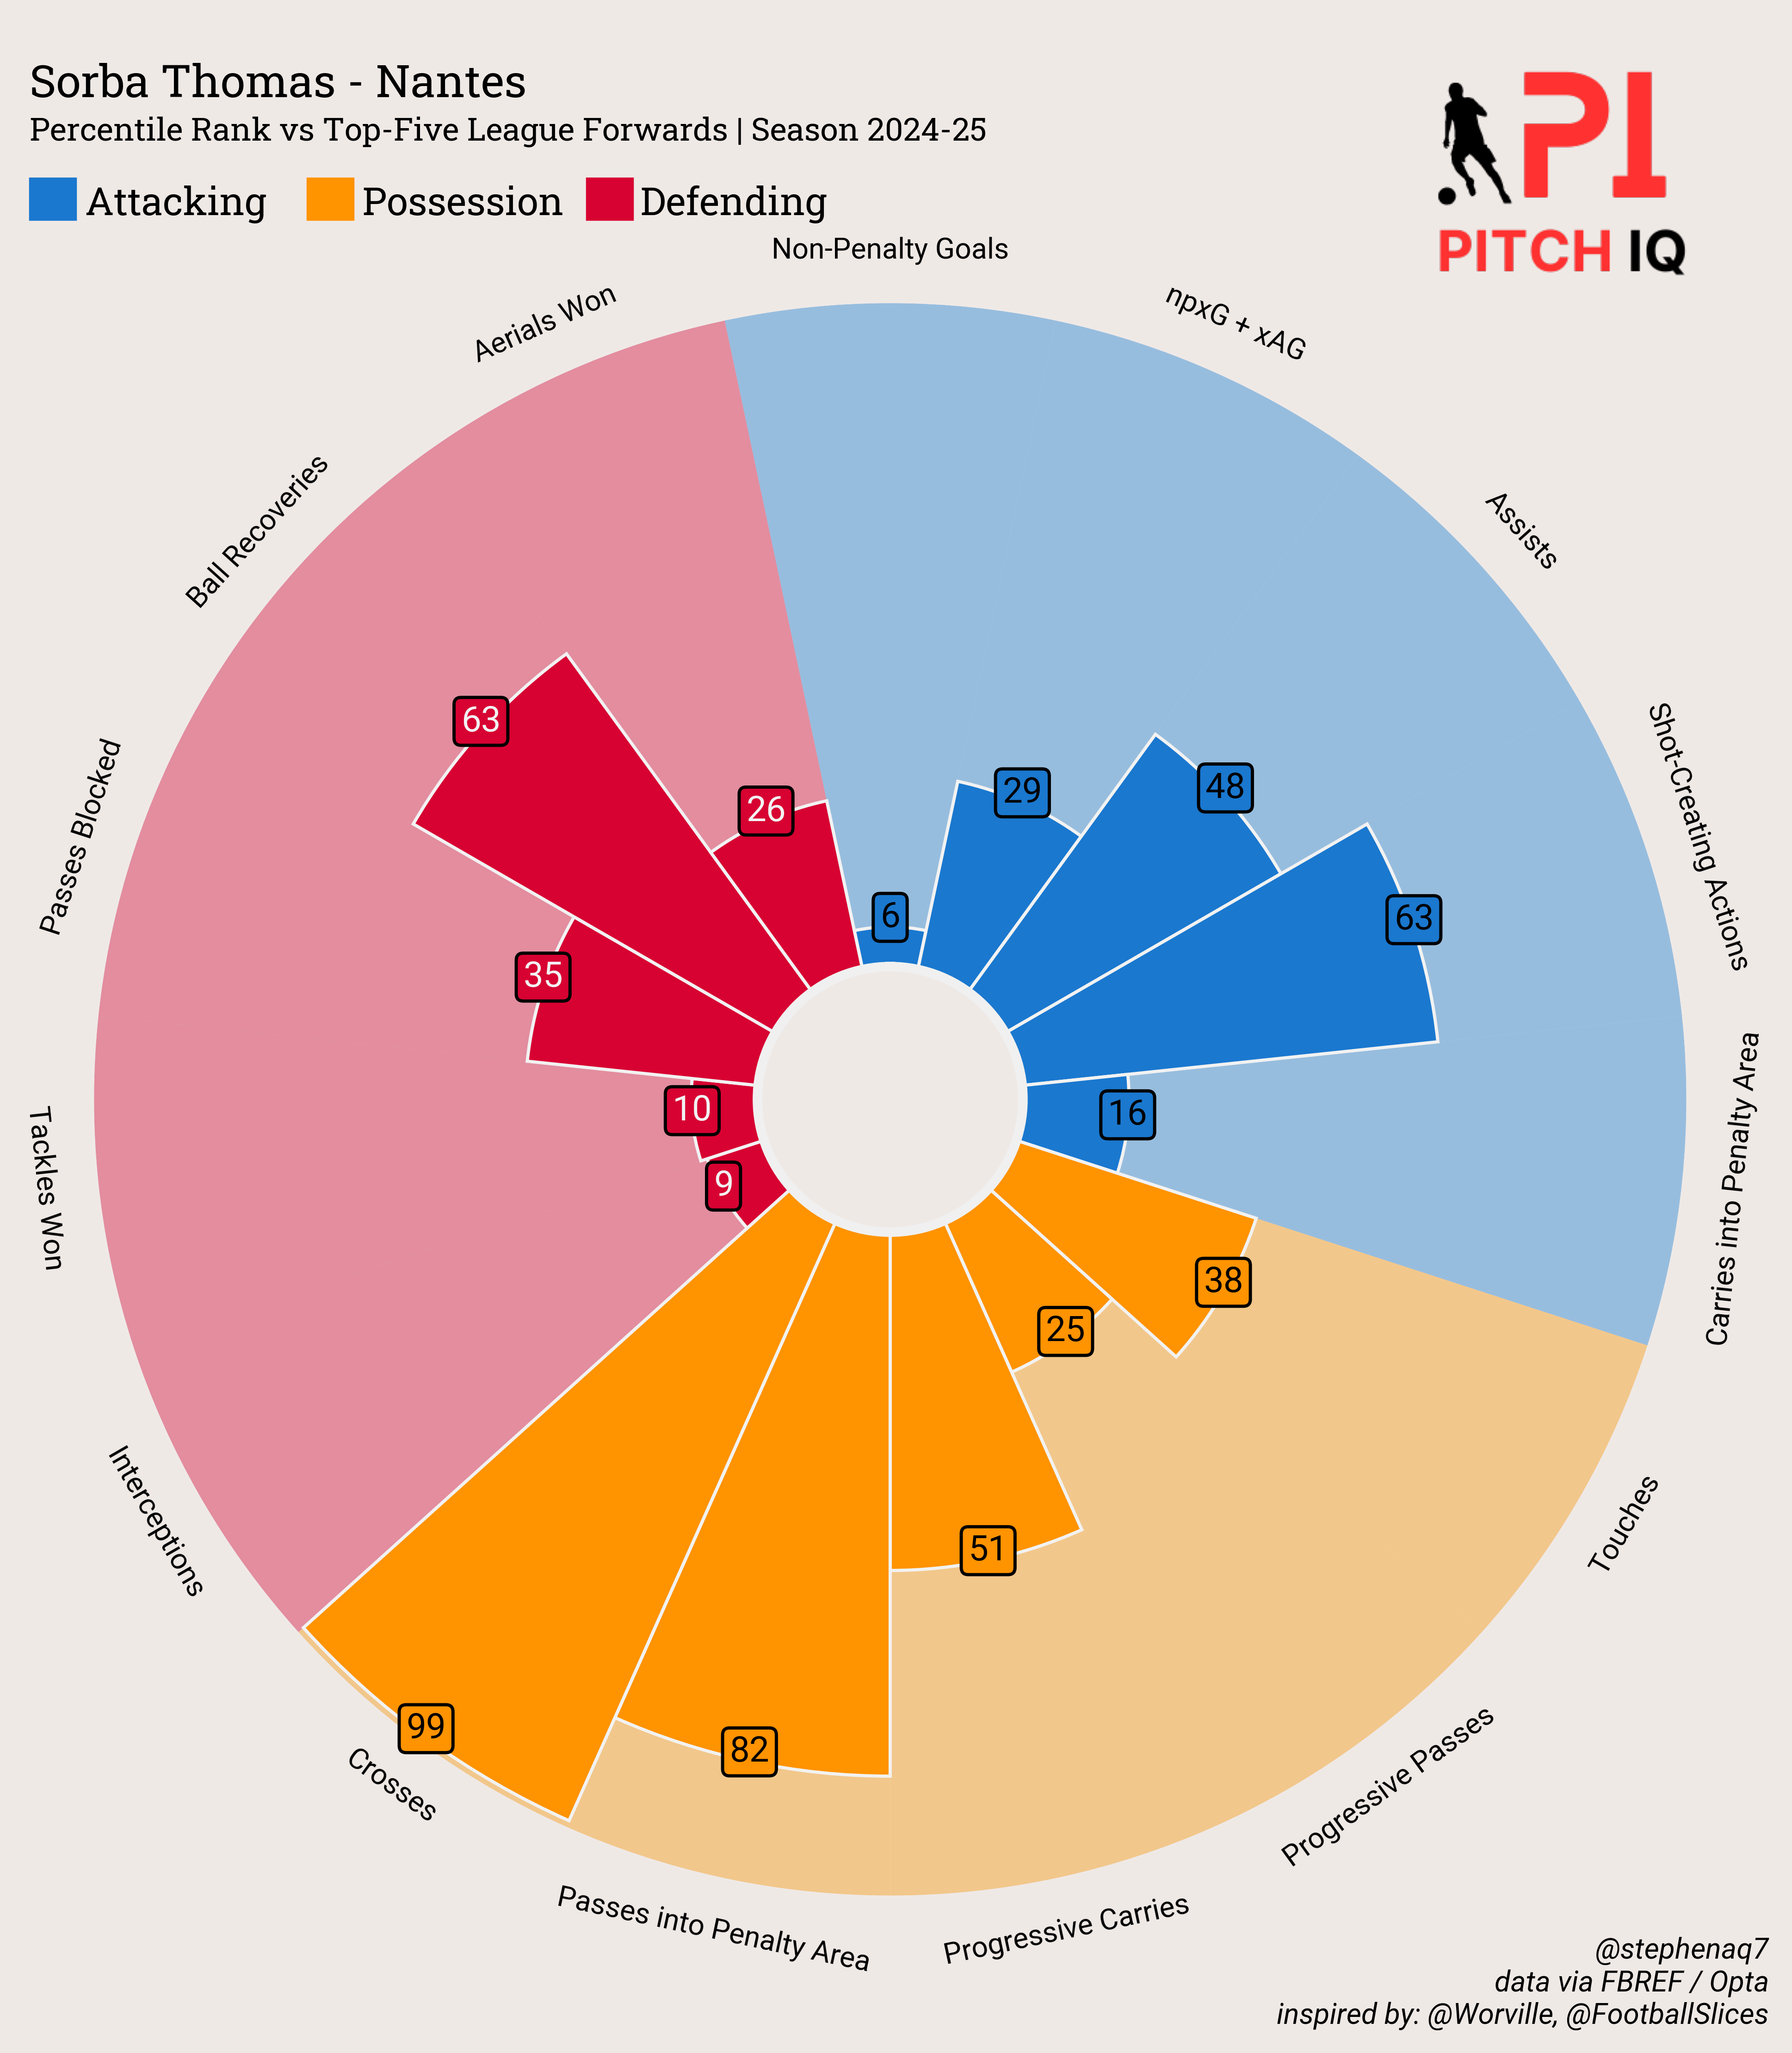 Sorba Thomas - Nantes
Percentile Rank vs Top-Five League Forwards | Season 2024-25
Attacking
Possession
Defending
PI
PITCH IQ
Non-Penalty Goals
npxG + xAG
Assists
Shot-Creating Actions
Carries into Penalty Area
Touches
Progressive Passes
Progressive Carries
Passes into Penalty Area
Crosses
Interceptions
Tackles Won
Passes Blocked
Ball Recoveries
Aerials Won
6
29
48
63
16
38
25
51
82
99
9
10
35
63
26
@stephenaq7
data via FBREF / Opta
inspired by: @Worville, @FootballSlices